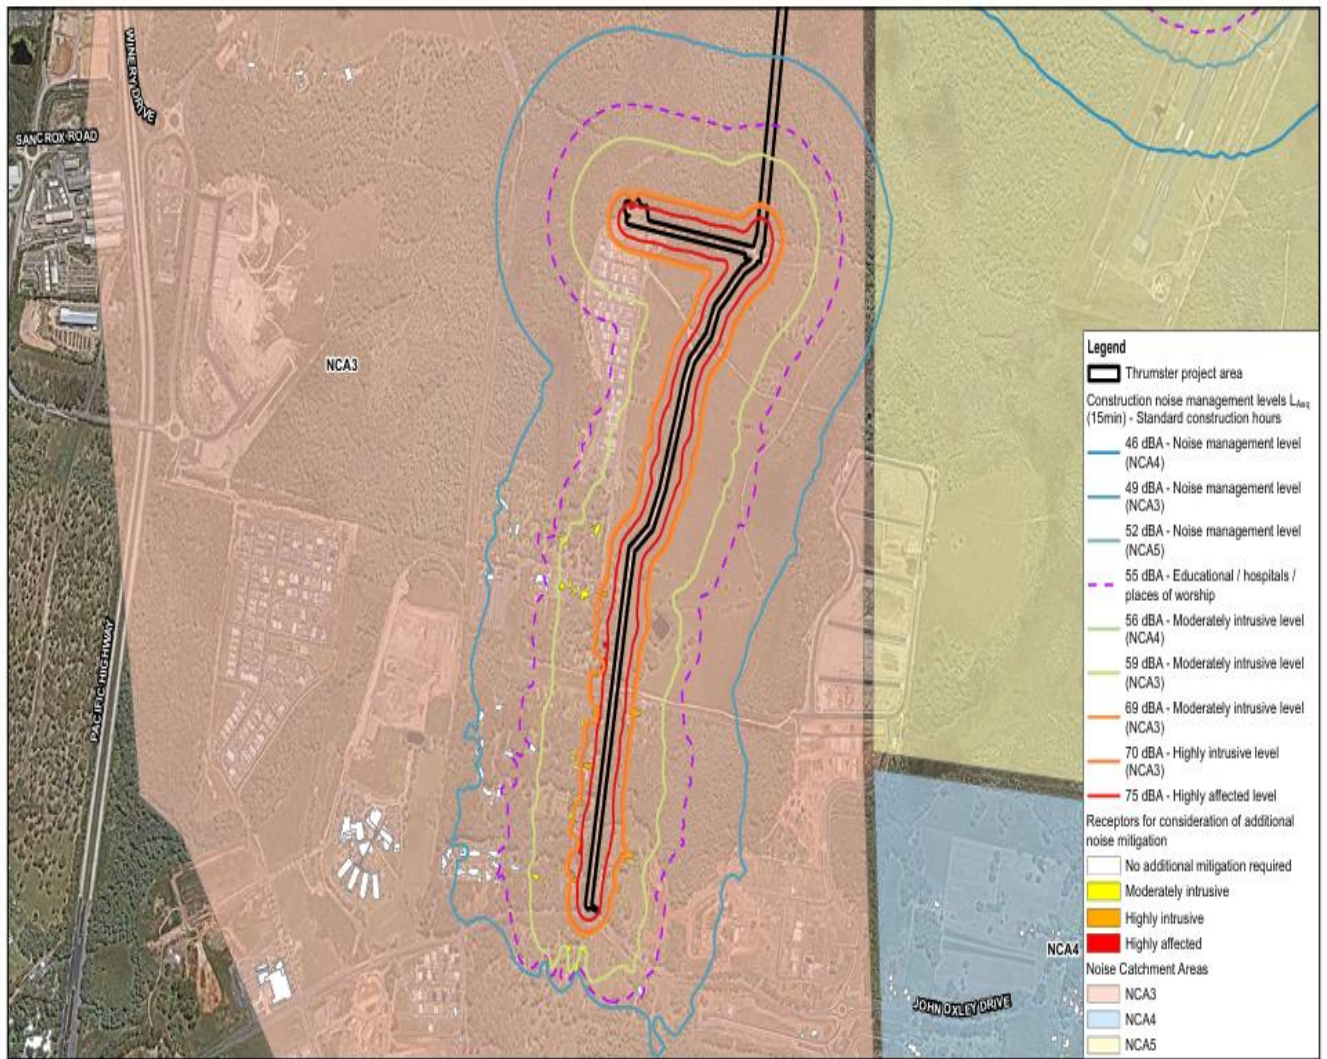 WINERY DRIVE
SANCROX ROAD
NCA3
PACIFIC HIGHWAY
NCA4
JOHN OXLEY DRIVE
Legend
Thrumster project area
Construction noise management levels LAeq
(15min) - Standard construction hours
46 dBA - Noise management level
(NCA4)
49 dBA - Noise management level
(NCA3)
52 dBA - Noise management level
(NCA5)
55 dBA - Educational / hospitals /
places of worship
56 dBA - Moderately intrusive level
(NCA4)
59 dBA - Moderately intrusive level
(NCA3)
69 dBA - Moderately intrusive level
(NCA3)
70 dBA - Highly intrusive level
(NCA3)
75 dBA - Highly affected level
Receptors for consideration of additional
noise mitigation
No additional mitigation required
Moderately intrusive
Highly intrusive
Highly affected
Noise Catchment Areas
NCA3
NCA4
NCA5